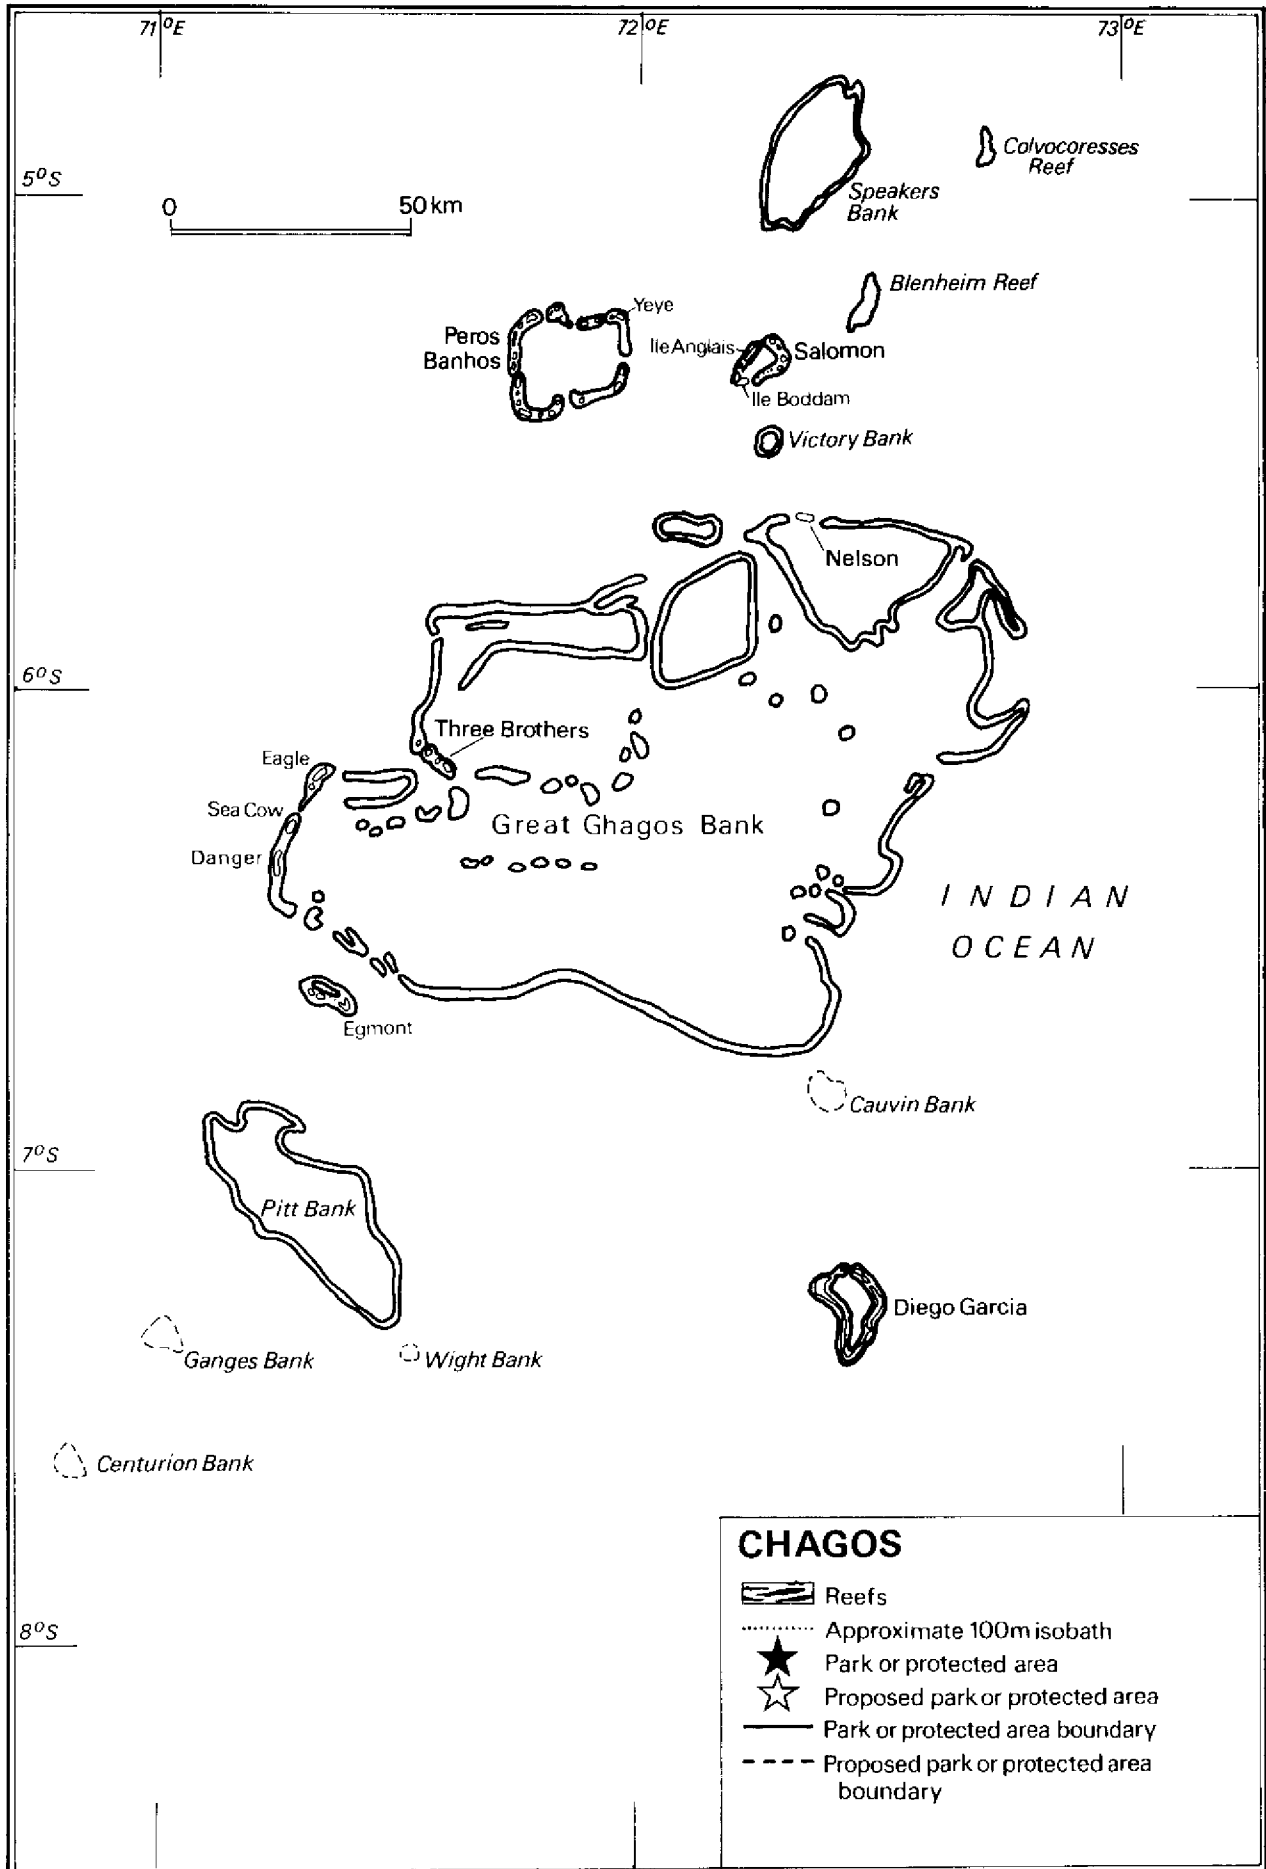 71°E
72°E
73°E
Colvocoresses
Reef
5°S
Speakers
Bank
0
50 km
Blenheim Reef
Yeye
Peros
Banhos
Ile Anglais
Salomon
Ile Boddam
Victory Bank
Nelson
6°S
Three Brothers
Eagle
Sea Cow
Great Ghagos Bank
Danger
INDIAN
OCEAN
Egmont
Cauvin Bank
7°S
Pitt Bank
Diego Garcia
Ganges Bank
Wight Bank
Centurion Bank
CHAGOS
Reefs
Approximate 100m isobath
8°S
Park or protected area
Proposed park or protected area
Park or protected area boundary
Proposed park or protected area
boundary